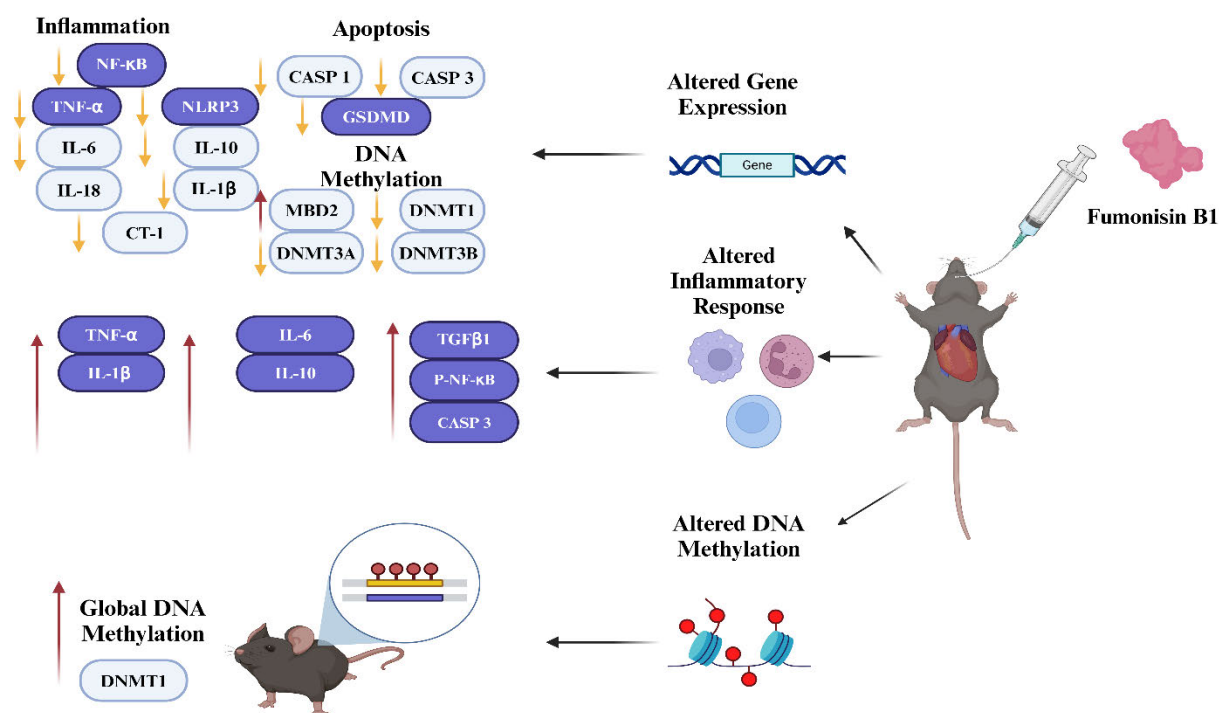 Inflammation
NF-κB
TNF-α
NLRP3
IL-6
IL-10
IL-18
IL-1β
CT-1
Apoptosis
CASP 1
CASP 3
GSDMD
DNA
Methylation
MBD2
DNMT1
DNMT3A
DNMT3B
Altered Gene
Expression
Gene
Fumonisin B1
Altered
Inflammatory
Response
TNF-α
IL-1β
IL-6
IL-10
TGFβ1
P-NF-κB
CASP 3
Altered DNA
Methylation
Global DNA
Methylation
DNMT1